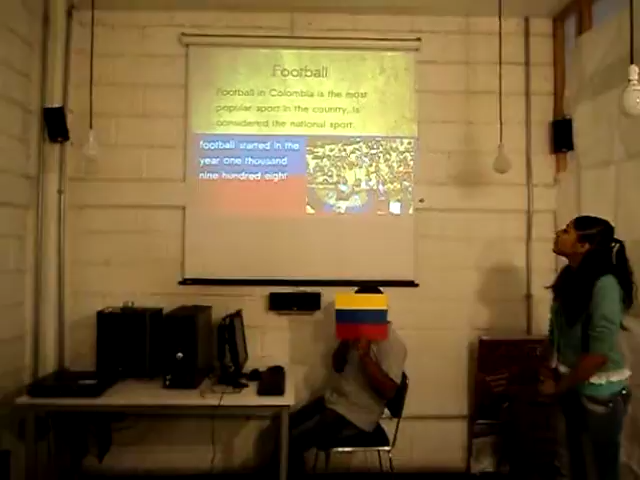 Football
Football in Colombia is the most
popular sport in the country, is
considered the national sport.
football started in the
year one thousand
nine hundred eight